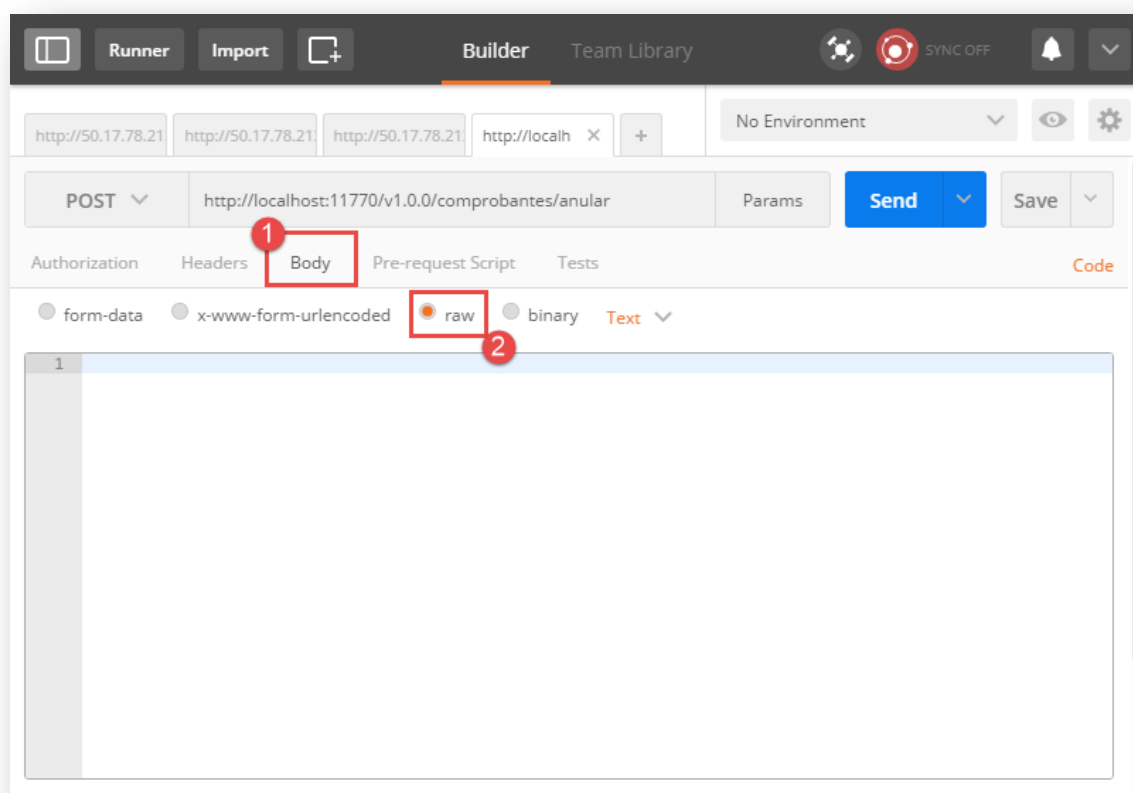 Runner Import Builder Team Library SYNC OFF
http://50.17.78.21 http://50.17.78.21: http://50.17.78.21: http://localh × + No Environment
POST http://localhost:11770/v1.0.0/comprobantes/anular Params Send Save
1
Authorization Headers Body Pre-request Script Tests Code
form-data x-www-form-urlencoded raw binary Text
2
1